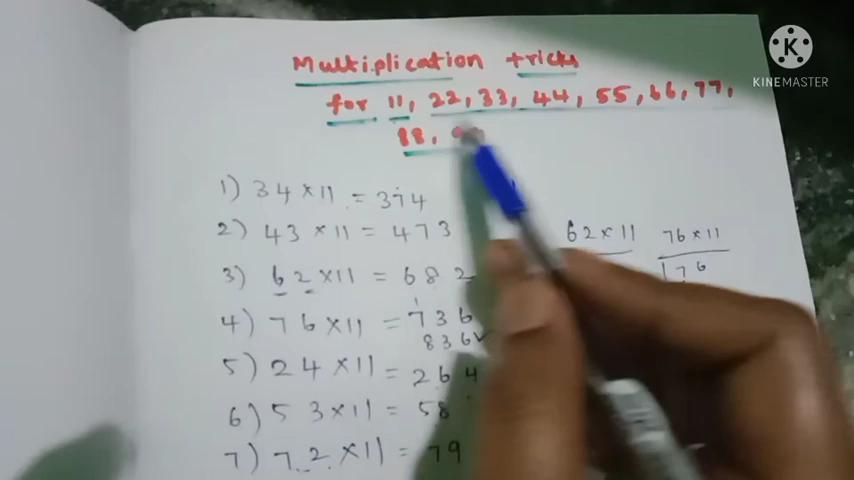 K
KINEMASTER
Multiplication tricks
for 11, 22, 33, 44, 55, 66, 77,
88,
1) 34 × 11 = 374
2) 43 × 11 = 473
3) 62 × 11 = 682
4) 76 × 11 = 736
1
836 ✓
5) 24 × 11 = 264
6) 53 × 11 = 58
7) 72 × 11 = 79
62 × 11
76 × 11
176